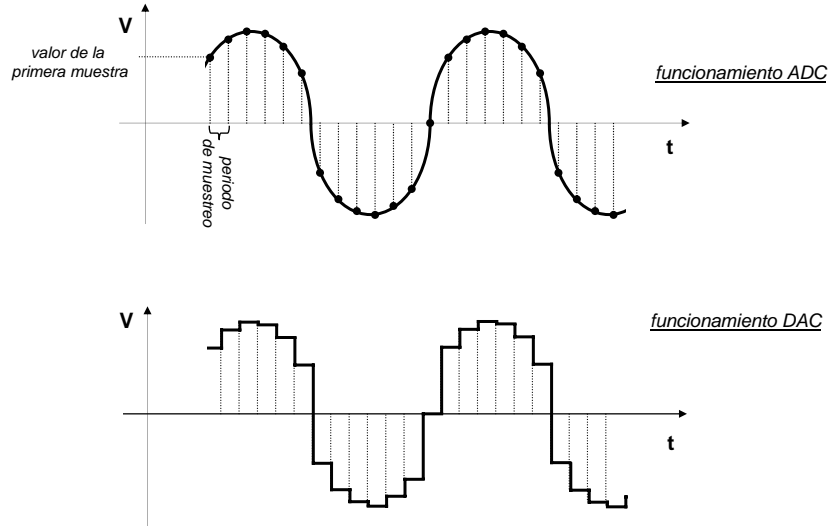 V
valor de la
primera muestra
funcionamiento ADC
t
periodo
de muestreo
V
funcionamiento DAC
t